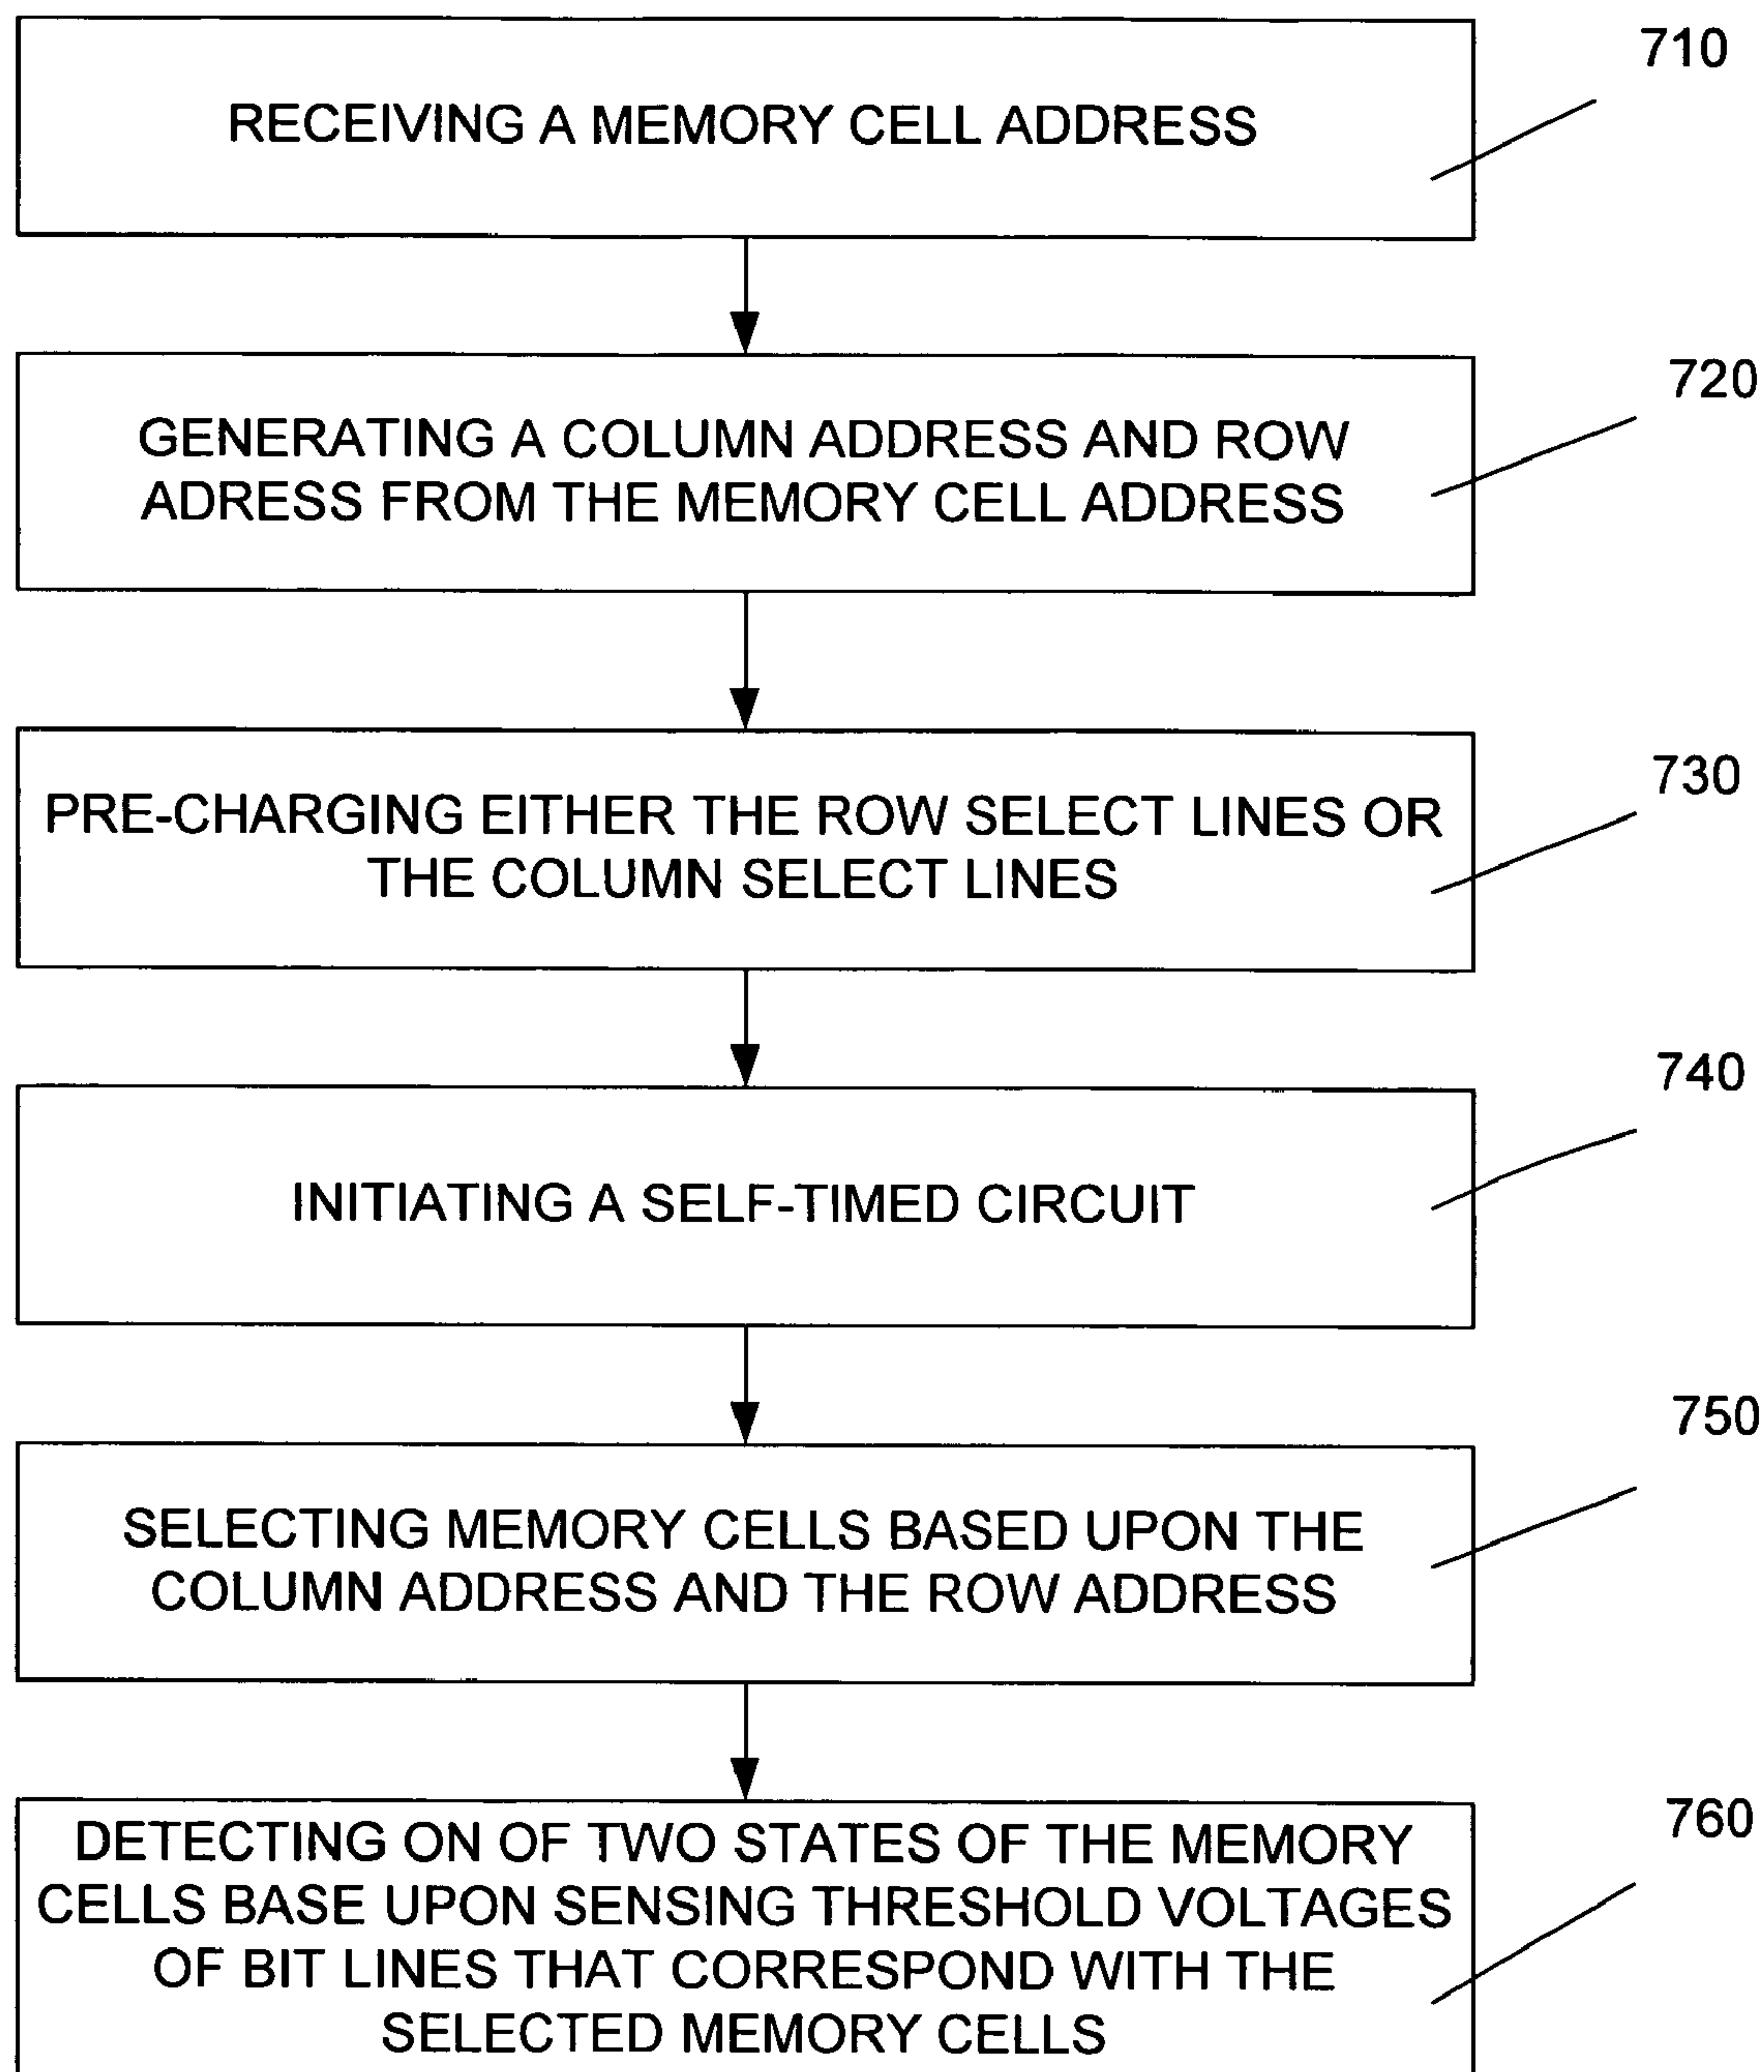 710
RECEIVING A MEMORY CELL ADDRESS
720
GENERATING A COLUMN ADDRESS AND ROW
ADRESS FROM THE MEMORY CELL ADDRESS
730
PRE-CHARGING EITHER THE ROW SELECT LINES OR
THE COLUMN SELECT LINES
740
INITIATING A SELF-TIMED CIRCUIT
750
SELECTING MEMORY CELLS BASED UPON THE
COLUMN ADDRESS AND THE ROW ADDRESS
760
DETECTING ON OF TWO STATES OF THE MEMORY
CELLS BASE UPON SENSING THRESHOLD VOLTAGES
OF BIT LINES THAT CORRESPOND WITH THE
SELECTED MEMORY CELLS